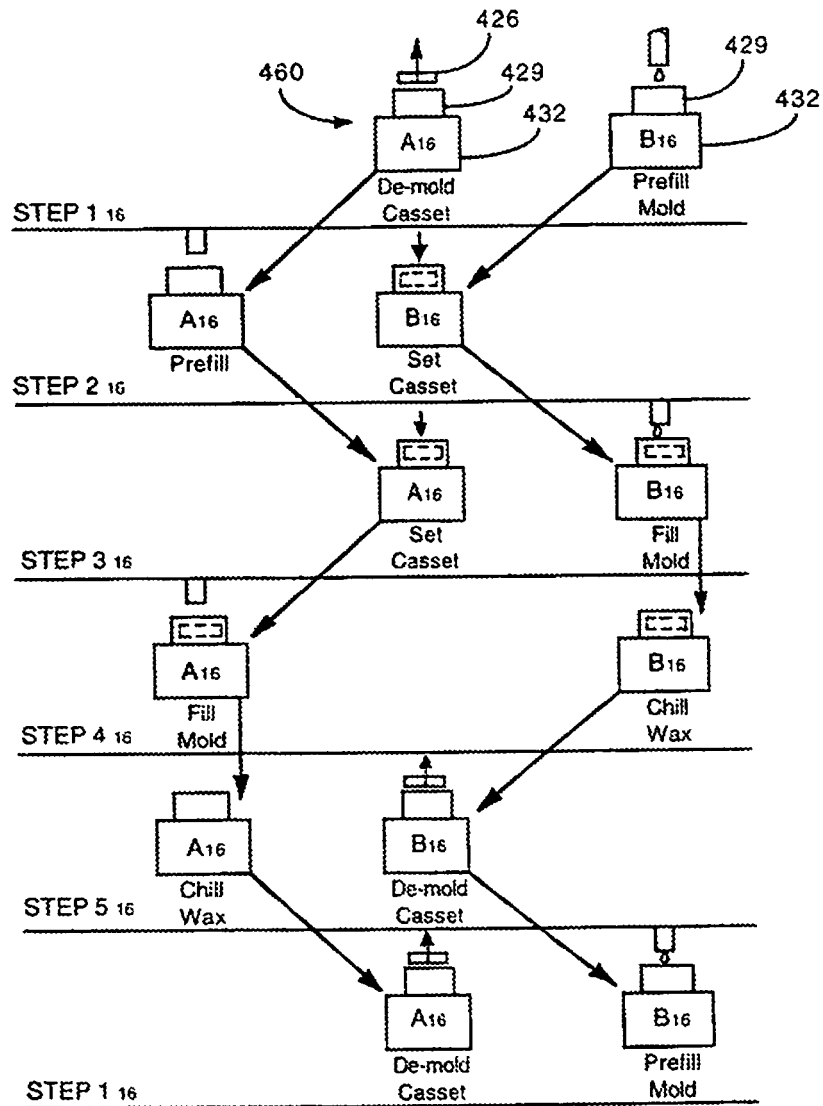 426
460
429
429
432
432
A16
B16
De-mold
Casset
Prefill
Mold
STEP 1 16
A16
B16
Prefill
Set
Casset
STEP 2 16
A16
B16
Set
Casset
Fill
Mold
STEP 3 16
A16
B16
Fill
Mold
Chill
Wax
STEP 4 16
A16
B16
Chill
Wax
De-mold
Casset
STEP 5 16
A16
B16
De-mold
Casset
Prefill
Mold
STEP 1 16